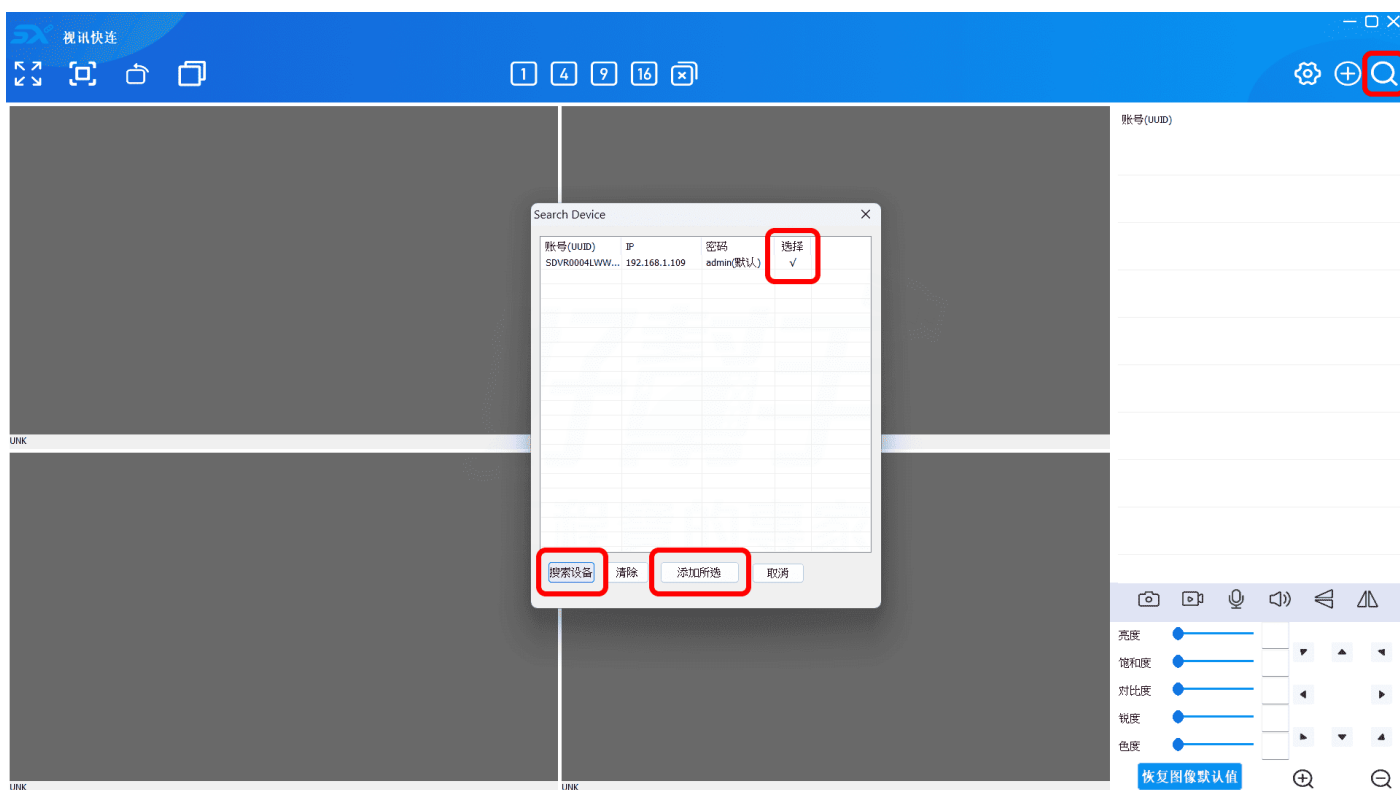 SX 视讯快连
1 4 9 16
账号(UUID)
Search Device
账号(UUID) IP 密码 选择
SDVR0004LWW... 192.168.1.109 admin(默认) √
搜索设备 清除 添加所选 取消
UNK
UNK
UNK
亮度
饱和度
对比度
锐度
色度
恢复图像默认值